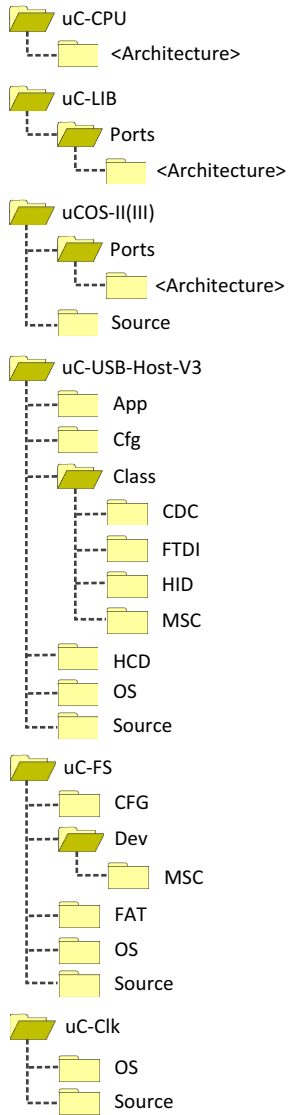 uC-CPU
<Architecture>
uC-LIB
Ports
<Architecture>
uCOS-II(III)
Ports
<Architecture>
Source
uC-USB-Host-V3
App
Cfg
Class
CDC
FTDI
HID
MSC
HCD
OS
Source
uC-FS
CFG
Dev
MSC
FAT
OS
Source
uC-Clk
OS
Source